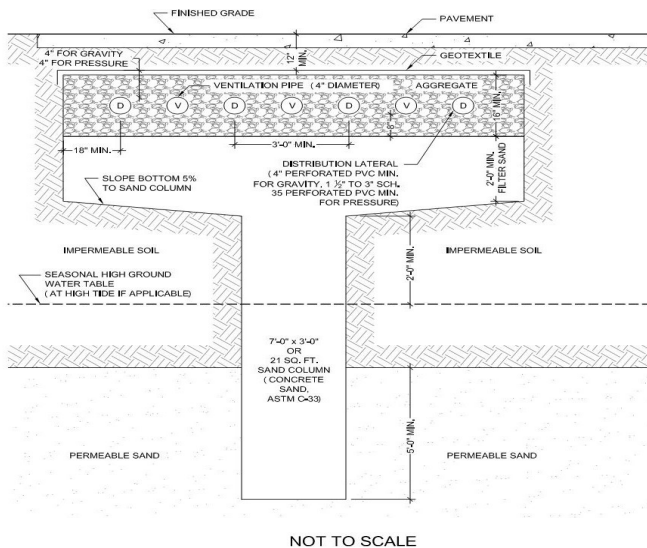 FINISHED GRADE
PAVEMENT
4" FOR GRAVITY
4" FOR PRESSURE
12"
MIN.
GEOTEXTILE
VENTILATION PIPE (4" DIAMETER)
AGGREGATE
D
V
D
V
D
V
D
16" MIN.
8"
18" MIN.
3'-0" MIN.
DISTRIBUTION LATERAL
(4" PERFORATED PVC MIN.
FOR GRAVITY, 1 ½" TO 3" SCH.
35 PERFORATED PVC MIN.
FOR PRESSURE)
2'-0" MIN.
FILTER SAND
SLOPE BOTTOM 5%
TO SAND COLUMN
IMPERMEABLE SOIL
IMPERMEABLE SOIL
2'-0" MIN.
SEASONAL HIGH GROUND
WATER TABLE
(AT HIGH TIDE IF APPLICABLE)
7'-0" x 3'-0"
OR
21 SQ. FT.
SAND COLUMN
(CONCRETE
SAND,
ASTM C-33)
5'-0" MIN.
PERMEABLE SAND
PERMEABLE SAND
NOT TO SCALE